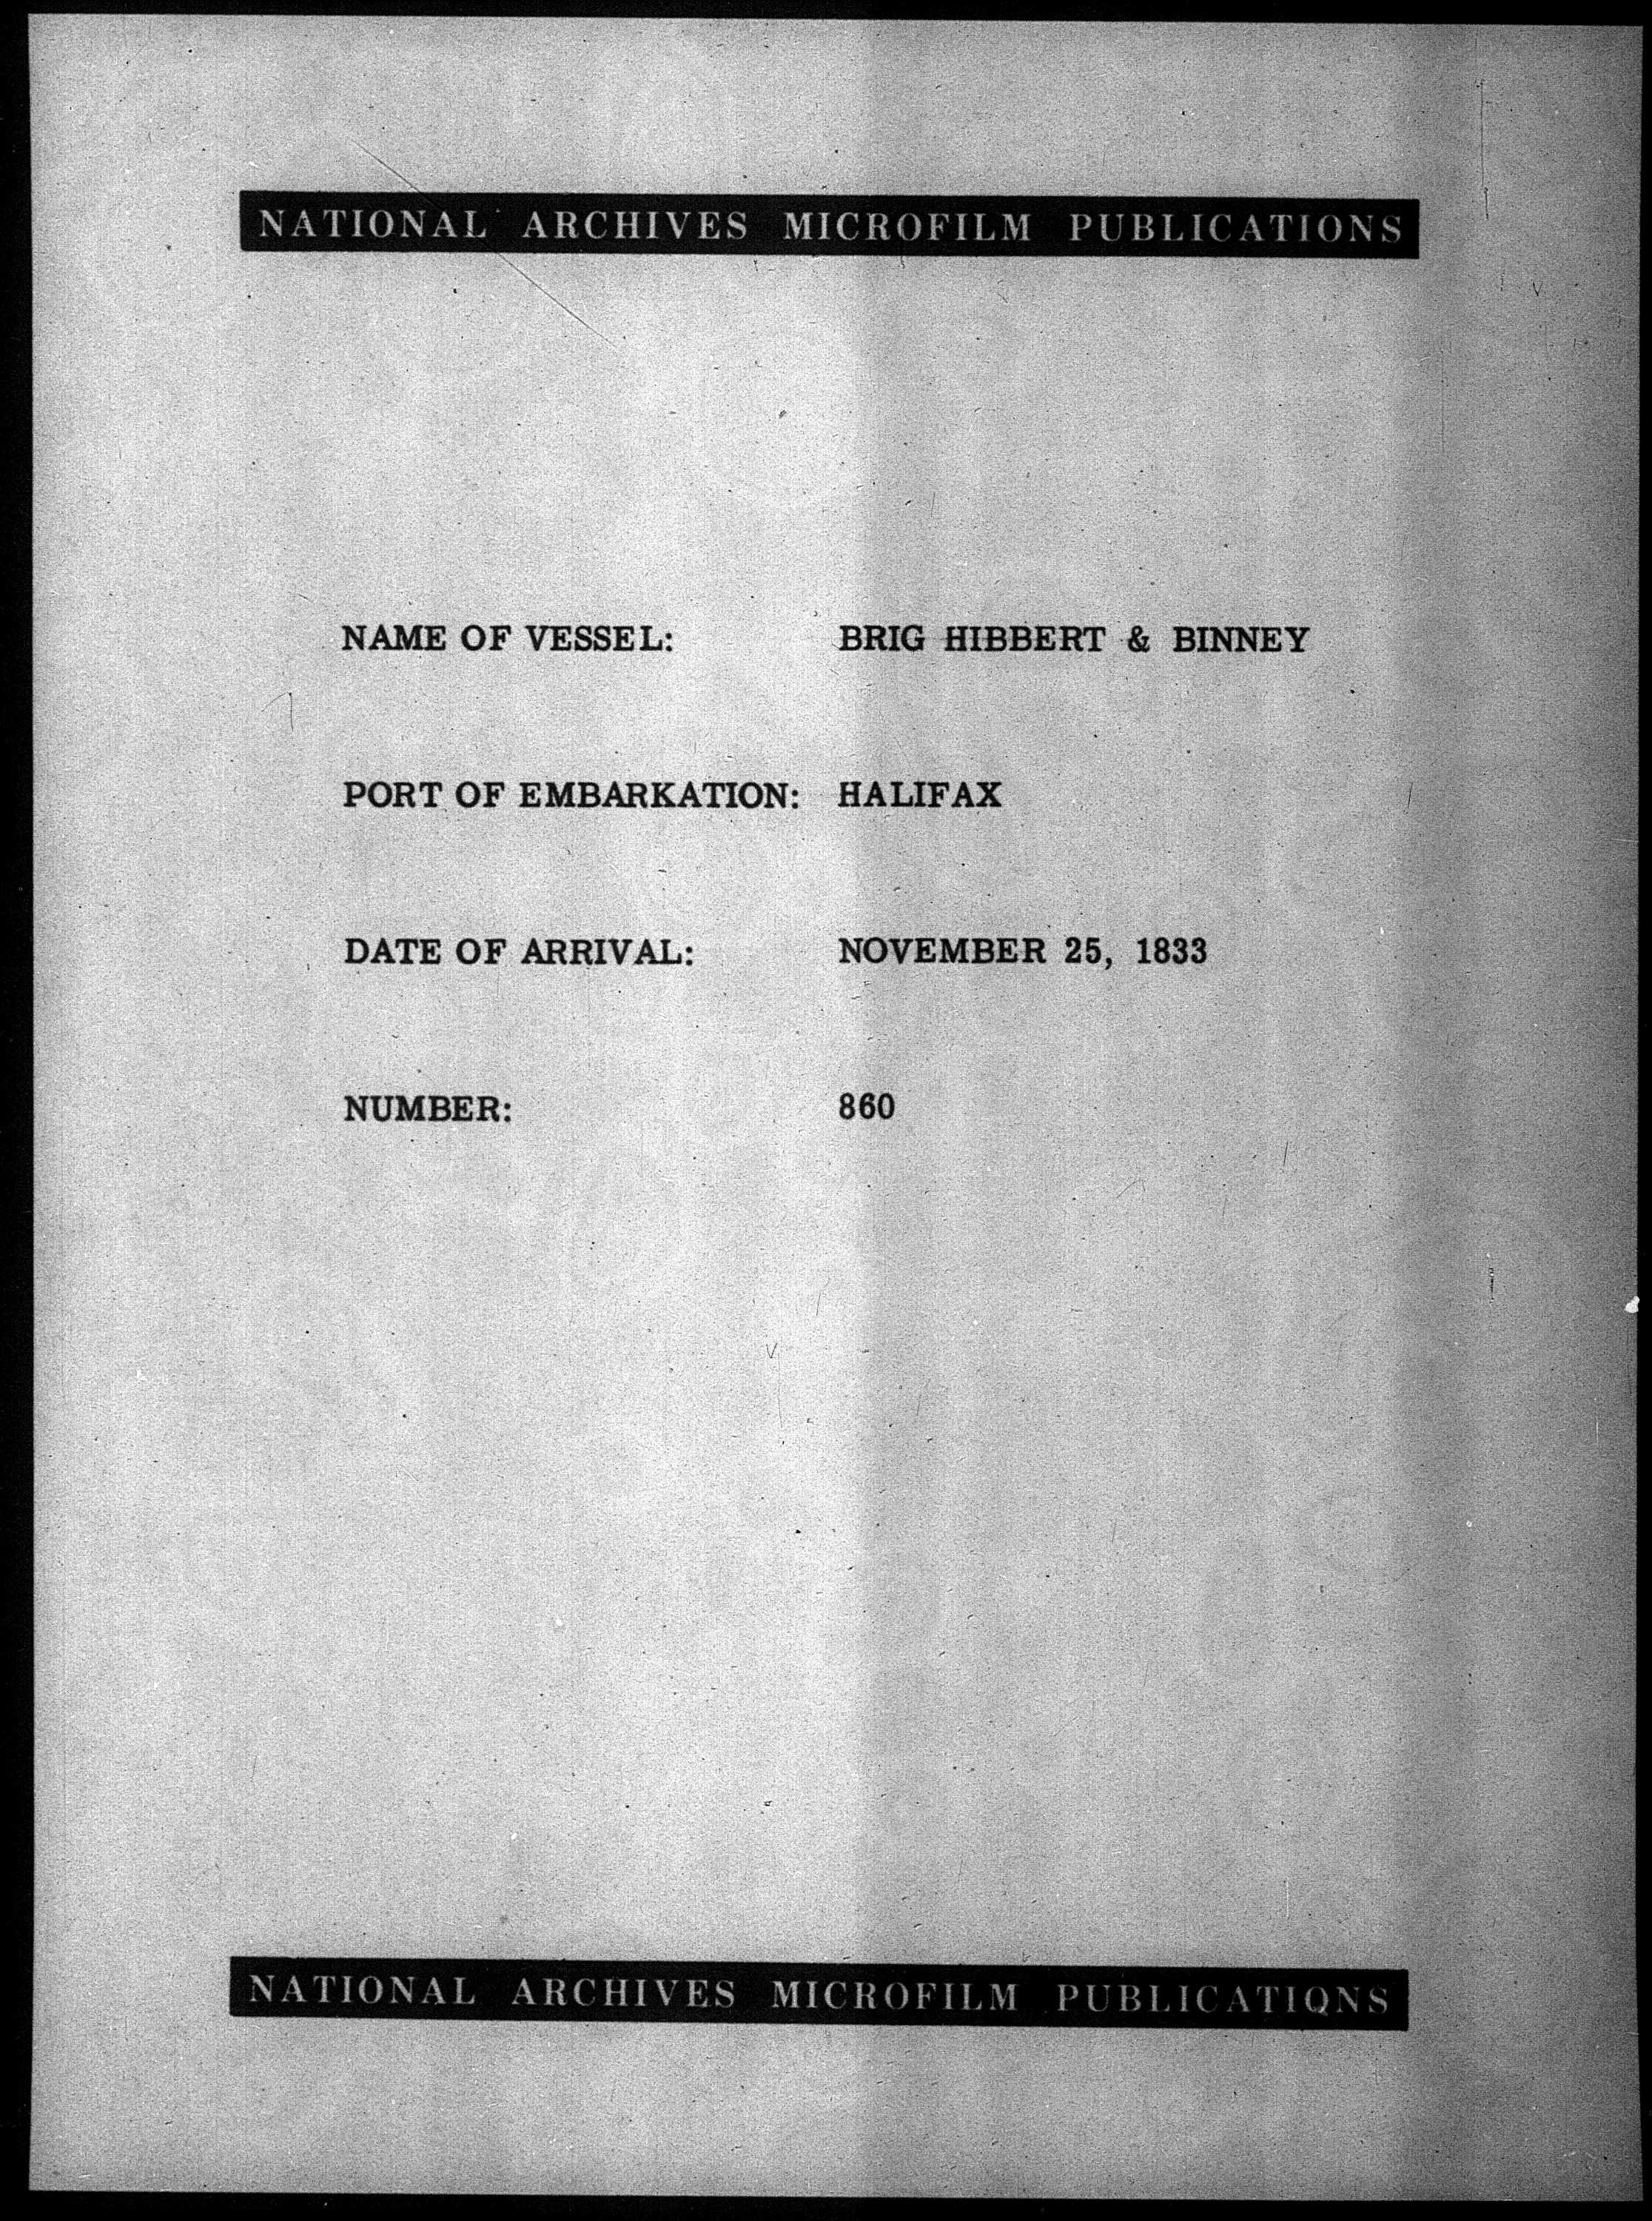 NATIONAL ARCHIVES MICROFILM PUBLICATIONS
NAME OF VESSEL: BRIG HIBBERT & BINNEY
PORT OF EMBARKATION: HALIFAX
DATE OF ARRIVAL: NOVEMBER 25, 1833
NUMBER: 860
NATIONAL ARCHIVES MICROFILM PUBLICATIONS